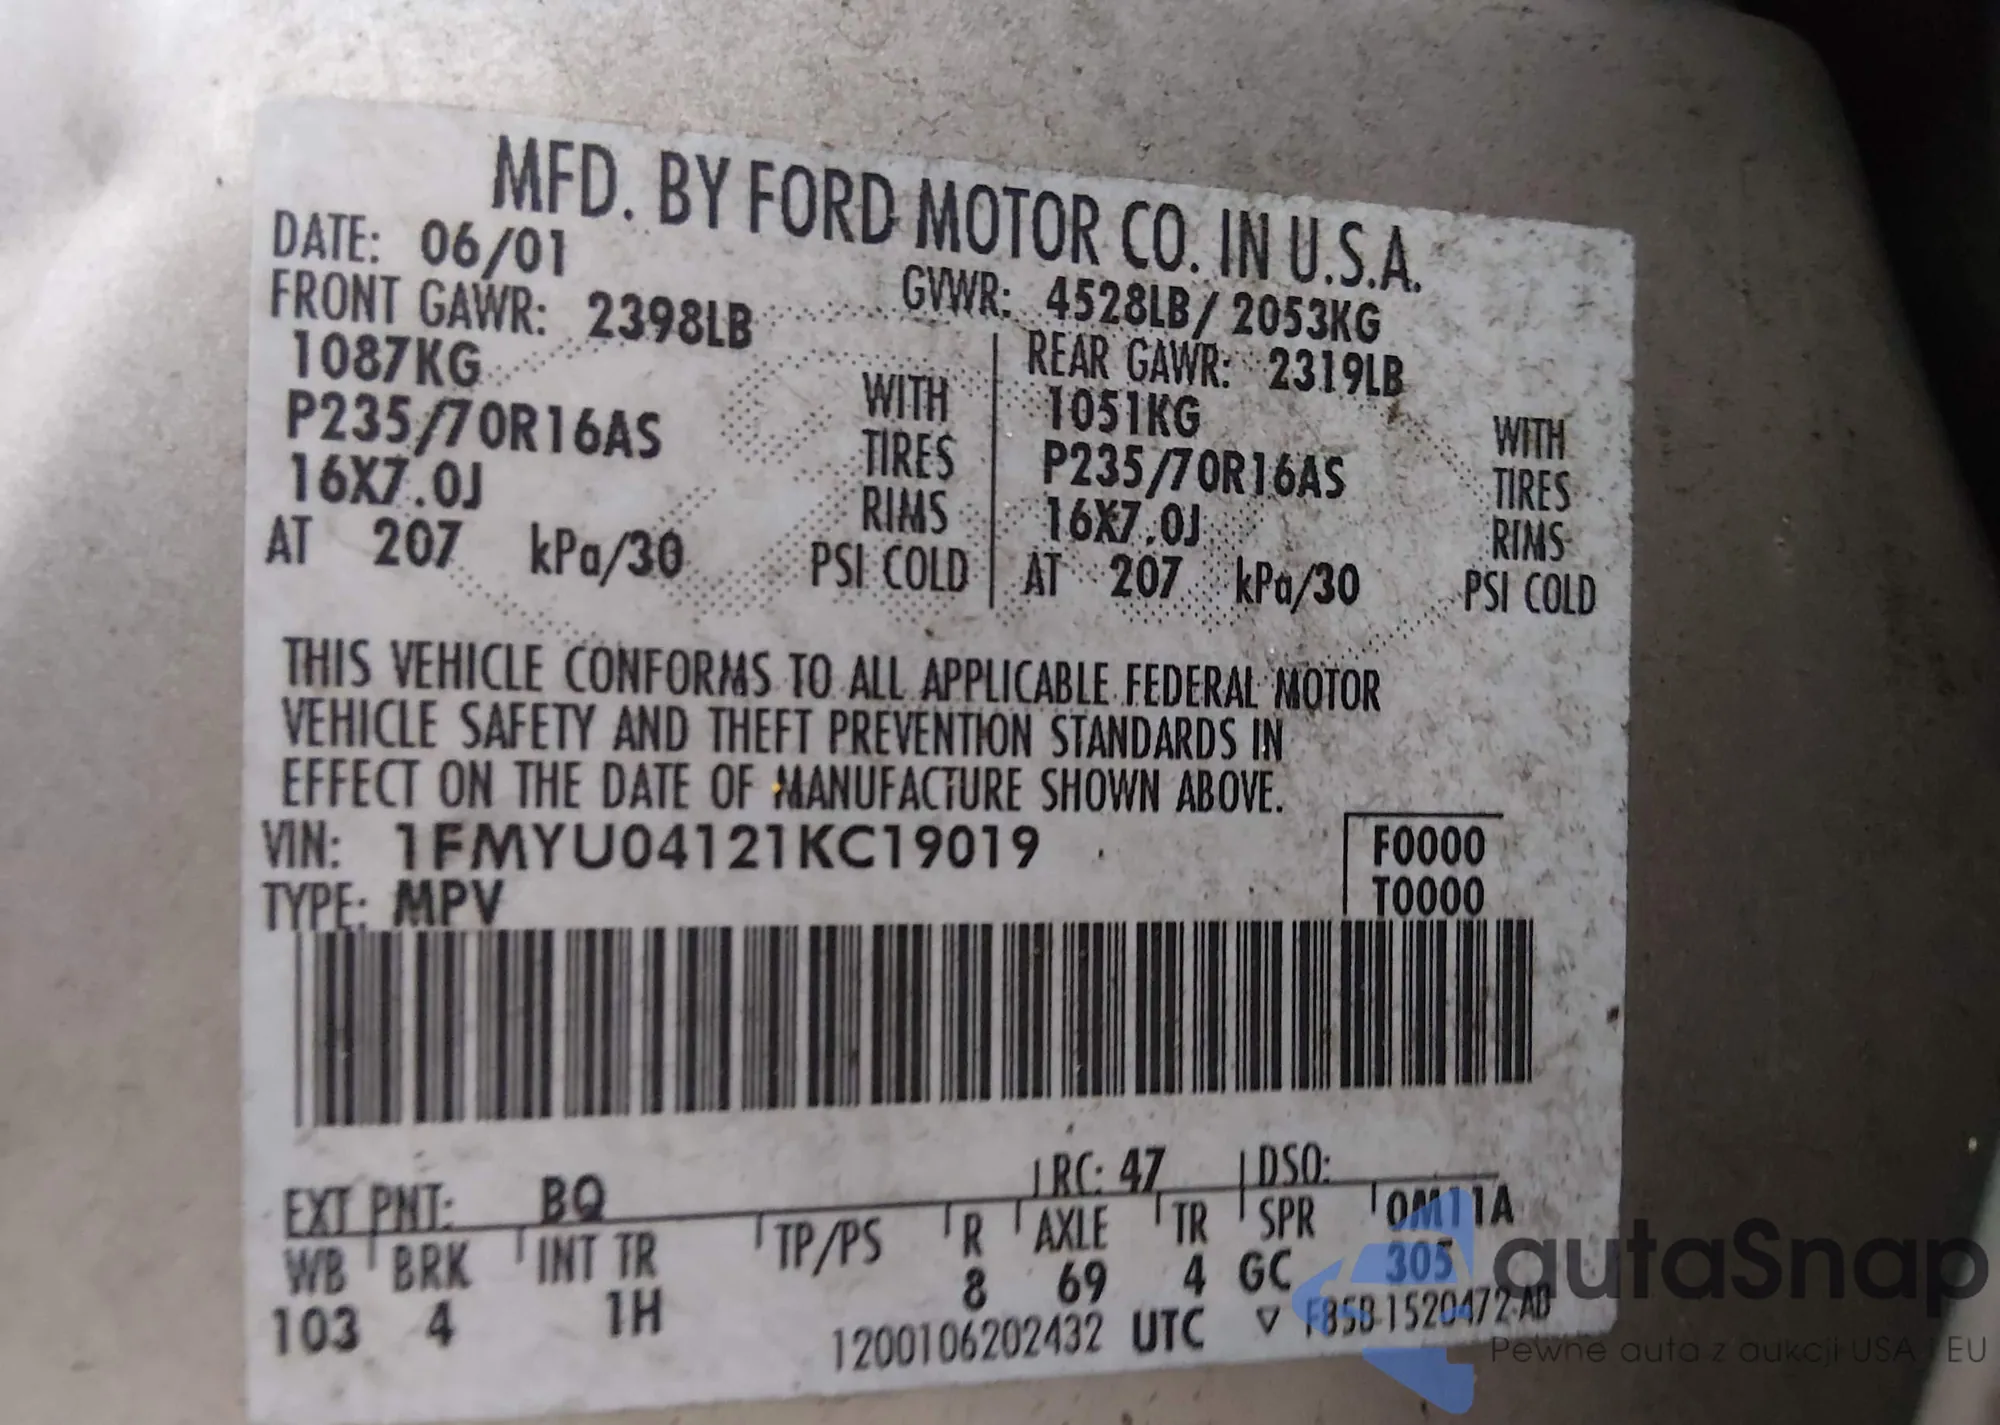 MFD. BY FORD MOTOR CO. IN U.S.A.
DATE: 06/01
GVWR: 4528LB / 2053KG
FRONT GAWR: 2398LB
1087KG WITH
P235/70R16AS TIRES
16X7.0J RIMS
AT 207 kPa/30 PSI COLD
REAR GAWR: 2319LB
1051KG WITH
P235/70R16AS TIRES
16X7.0J RIMS
AT 207 kPa/30 PSI COLD
THIS VEHICLE CONFORMS TO ALL APPLICABLE FEDERAL MOTOR
VEHICLE SAFETY AND THEFT PREVENTION STANDARDS IN
EFFECT ON THE DATE OF MANUFACTURE SHOWN ABOVE.
VIN: 1FMYU04121KC19019
TYPE: MPV
F0000
T0000
EXT PNT: BQ RC: 47 DSO:
WB BRK INT TR TP/PS R AXLE TR SPR 0M11A
103 4 1H 8 69 4 GC 305
1200106202432 UTC ▽ F85B-1520472-AD
autaSnap
Pewne auta z aukcji USA i EU